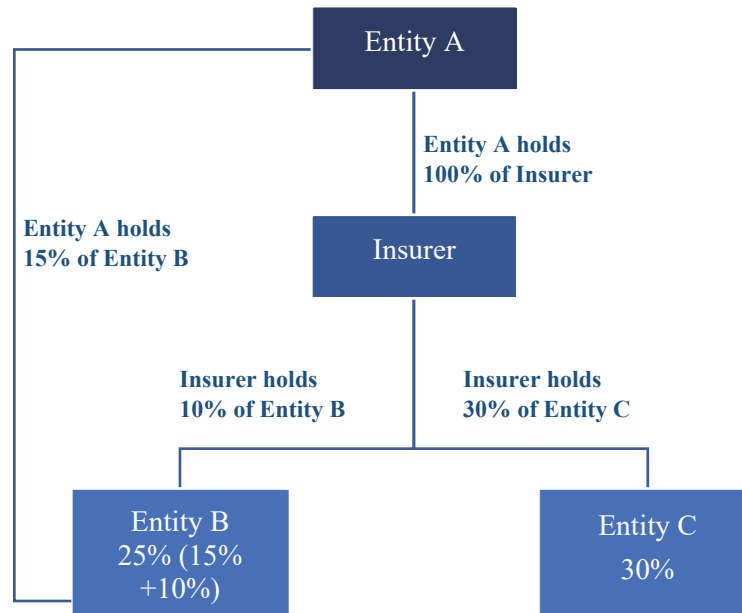 Entity A
Entity A holds
100% of Insurer
Entity A holds
15% of Entity B
Insurer
Insurer holds
10% of Entity B
Insurer holds
30% of Entity C
Entity B
25% (15%
+10%)
Entity C
30%